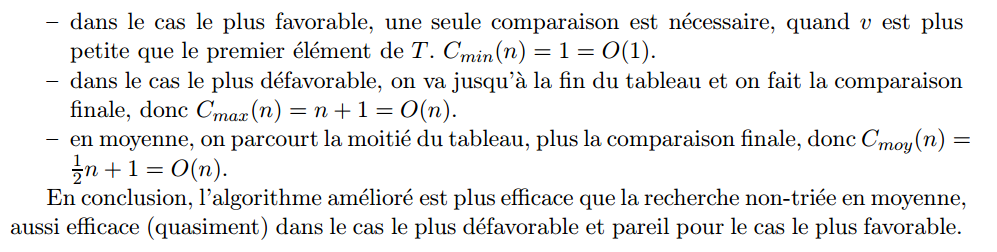 – dans le cas le plus favorable, une seule comparaison est nécessaire, quand v est plus
petite que le premier élément de T. C_{min}(n) = 1 = O(1).
– dans le cas le plus défavorable, on va jusqu'à la fin du tableau et on fait la comparaison
finale, donc C_{max}(n) = n + 1 = O(n).
– en moyenne, on parcourt la moitié du tableau, plus la comparaison finale, donc C_{moy}(n) =
\frac{1}{2}n + 1 = O(n).
En conclusion, l'algorithme amélioré est plus efficace que la recherche non-triée en moyenne,
aussi efficace (quasiment) dans le cas le plus défavorable et pareil pour le cas le plus favorable.